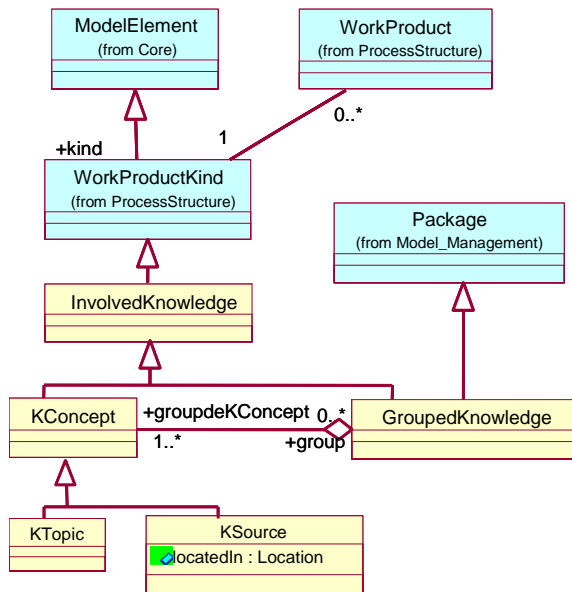 ModelElement
(from Core)
WorkProduct
(from ProcessStructure)
0..*
1
+kind
WorkProductKind
(from ProcessStructure)
Package
(from Model_Management)
InvolvedKnowledge
KConcept
+groupdeKConcept
0..*
1..*
+group
GroupedKnowledge
KTopic
KSource
locatedIn : Location